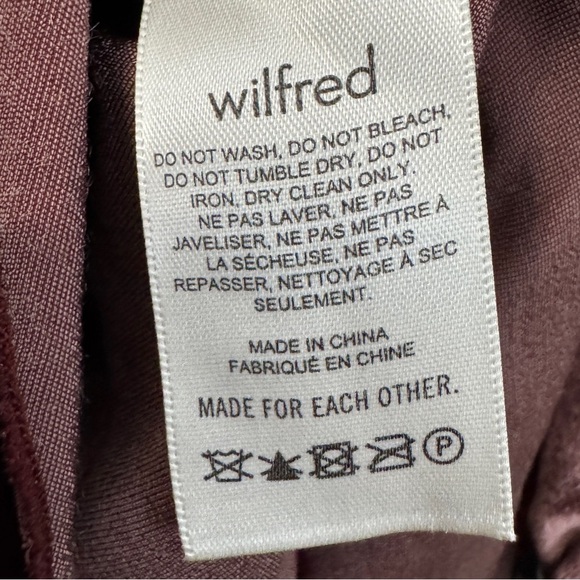 wilfred
DO NOT WASH, DO NOT BLEACH,
DO NOT TUMBLE DRY, DO NOT
IRON, DRY CLEAN ONLY.
NE PAS LAVER, NE PAS
JAVELISER, NE PAS METTRE À
LA SÉCHEUSE, NE PAS
REPASSER, NETTOYAGE À SEC
SEULEMENT.
MADE IN CHINA
FABRIQUÉ EN CHINE
MADE FOR EACH OTHER.
P